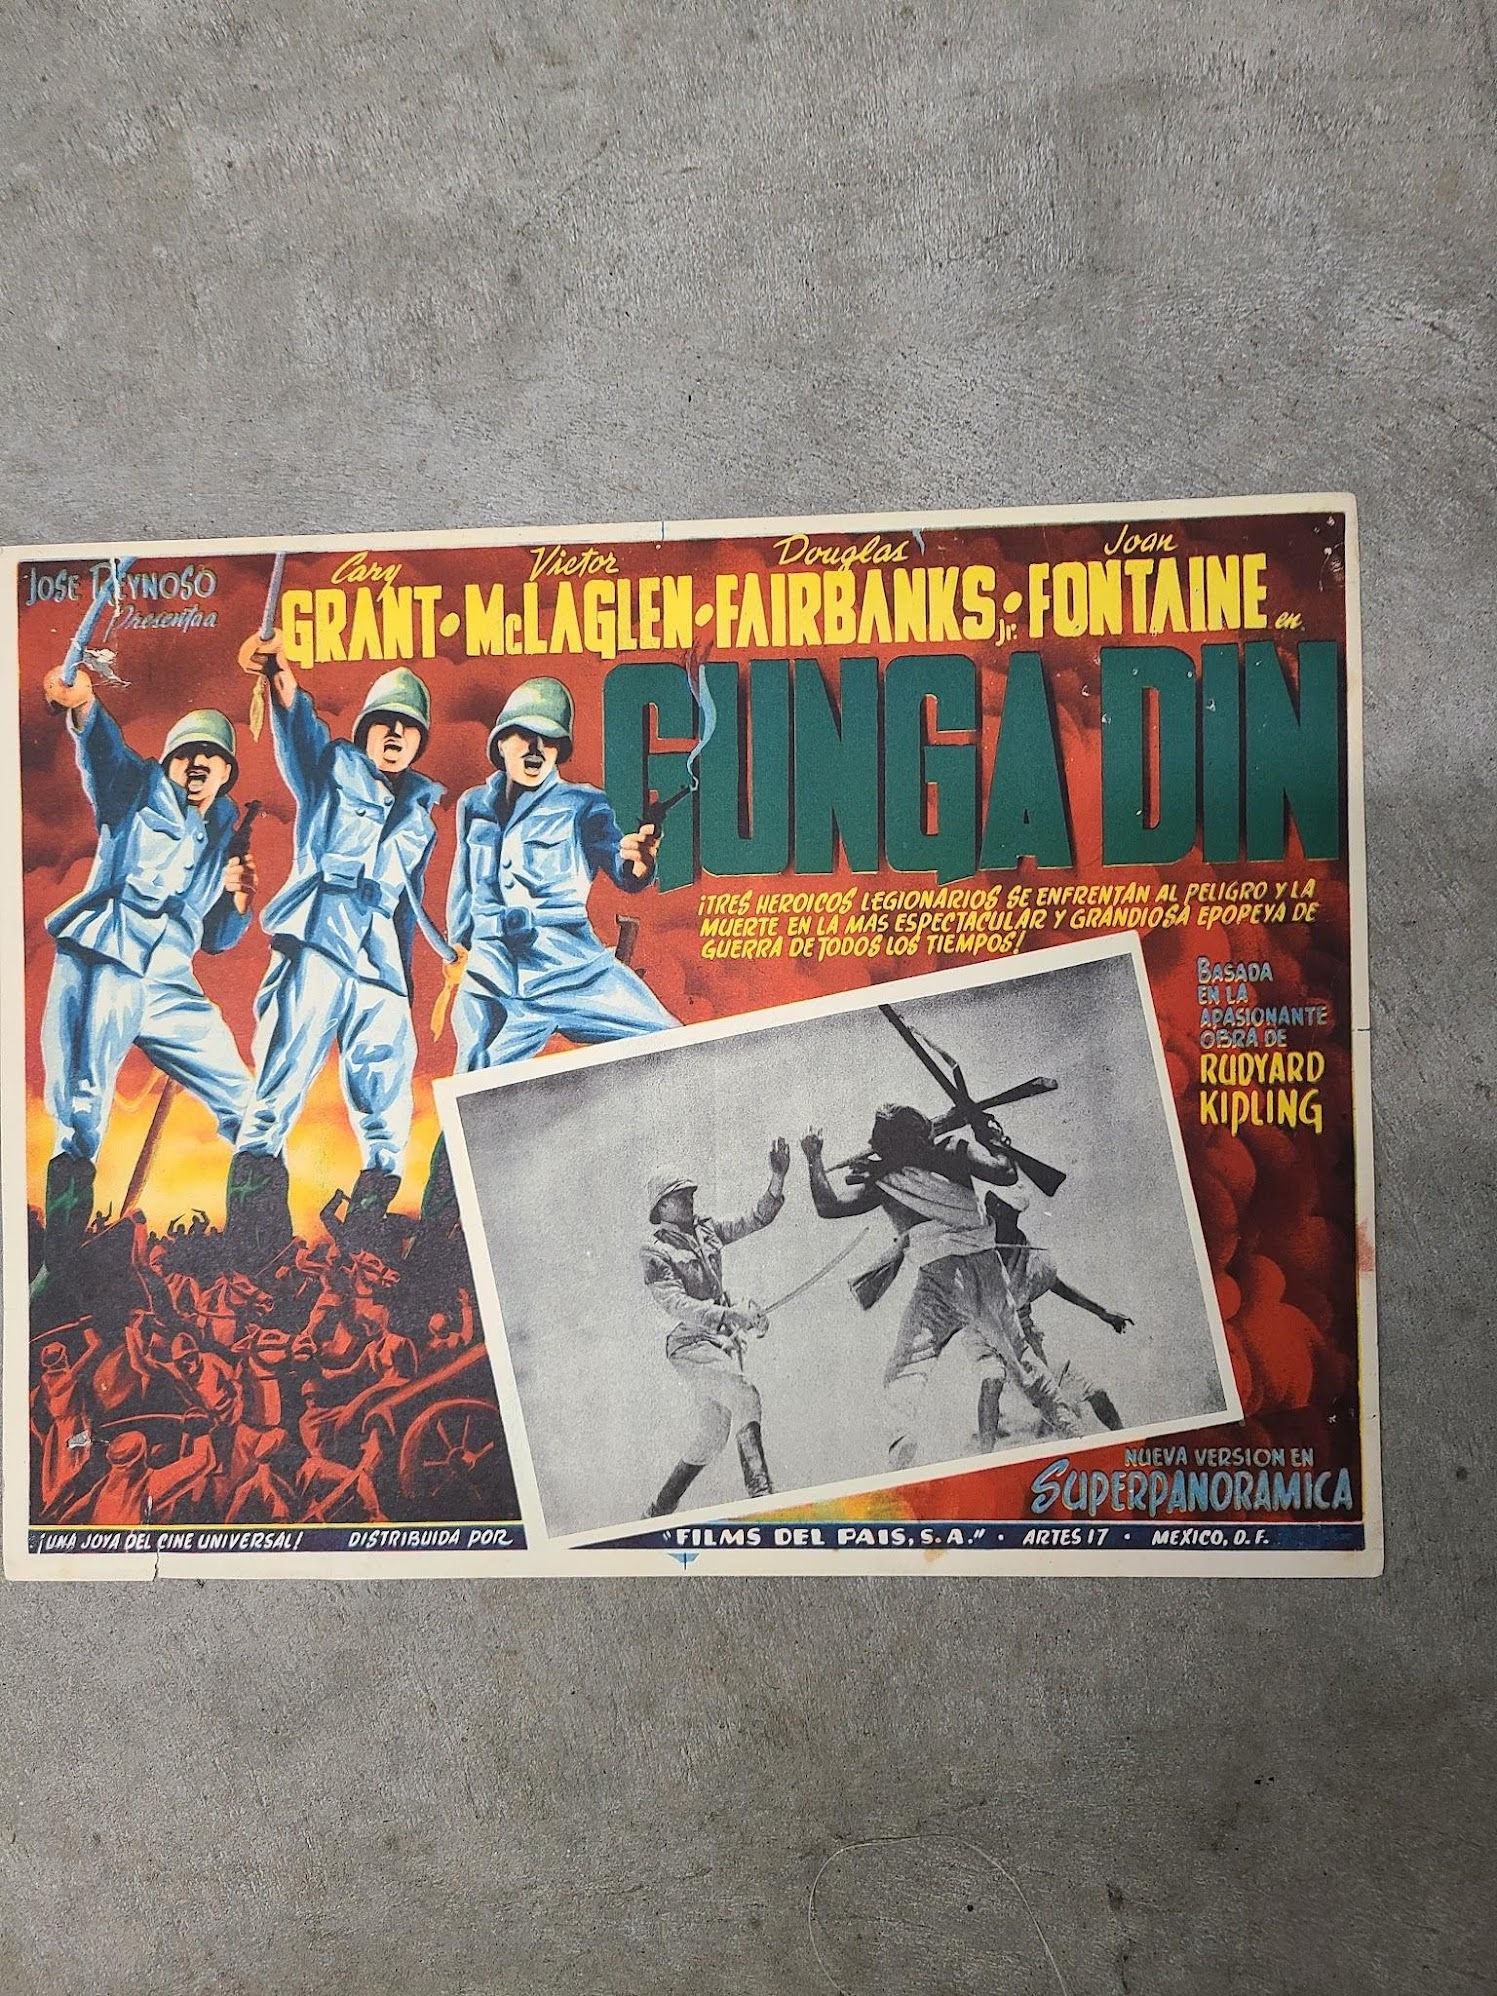 JOSE REYNOSO
Presenta a
Cary Victor Douglas Joan
GRANT • McLAGLEN • FAIRBANKS Jr. • FONTAINE en
GUNGA DIN
¡TRES HEROICOS LEGIONARIOS SE ENFRENTAN AL PELIGRO Y LA
MUERTE EN LA MAS ESPECTACULAR Y GRANDIOSA EPOPEYA DE
GUERRA DE TODOS LOS TIEMPOS!
BASADA
EN LA
APASIONANTE
OBRA DE
RUDYARD
KIPLING
NUEVA VERSION EN
SUPERPANORAMICA
¡UNA JOYA DEL CINE UNIVERSAL! DISTRIBUIDA POR "FILMS DEL PAIS, S. A." • ARTES 17 • MEXICO, D. F.